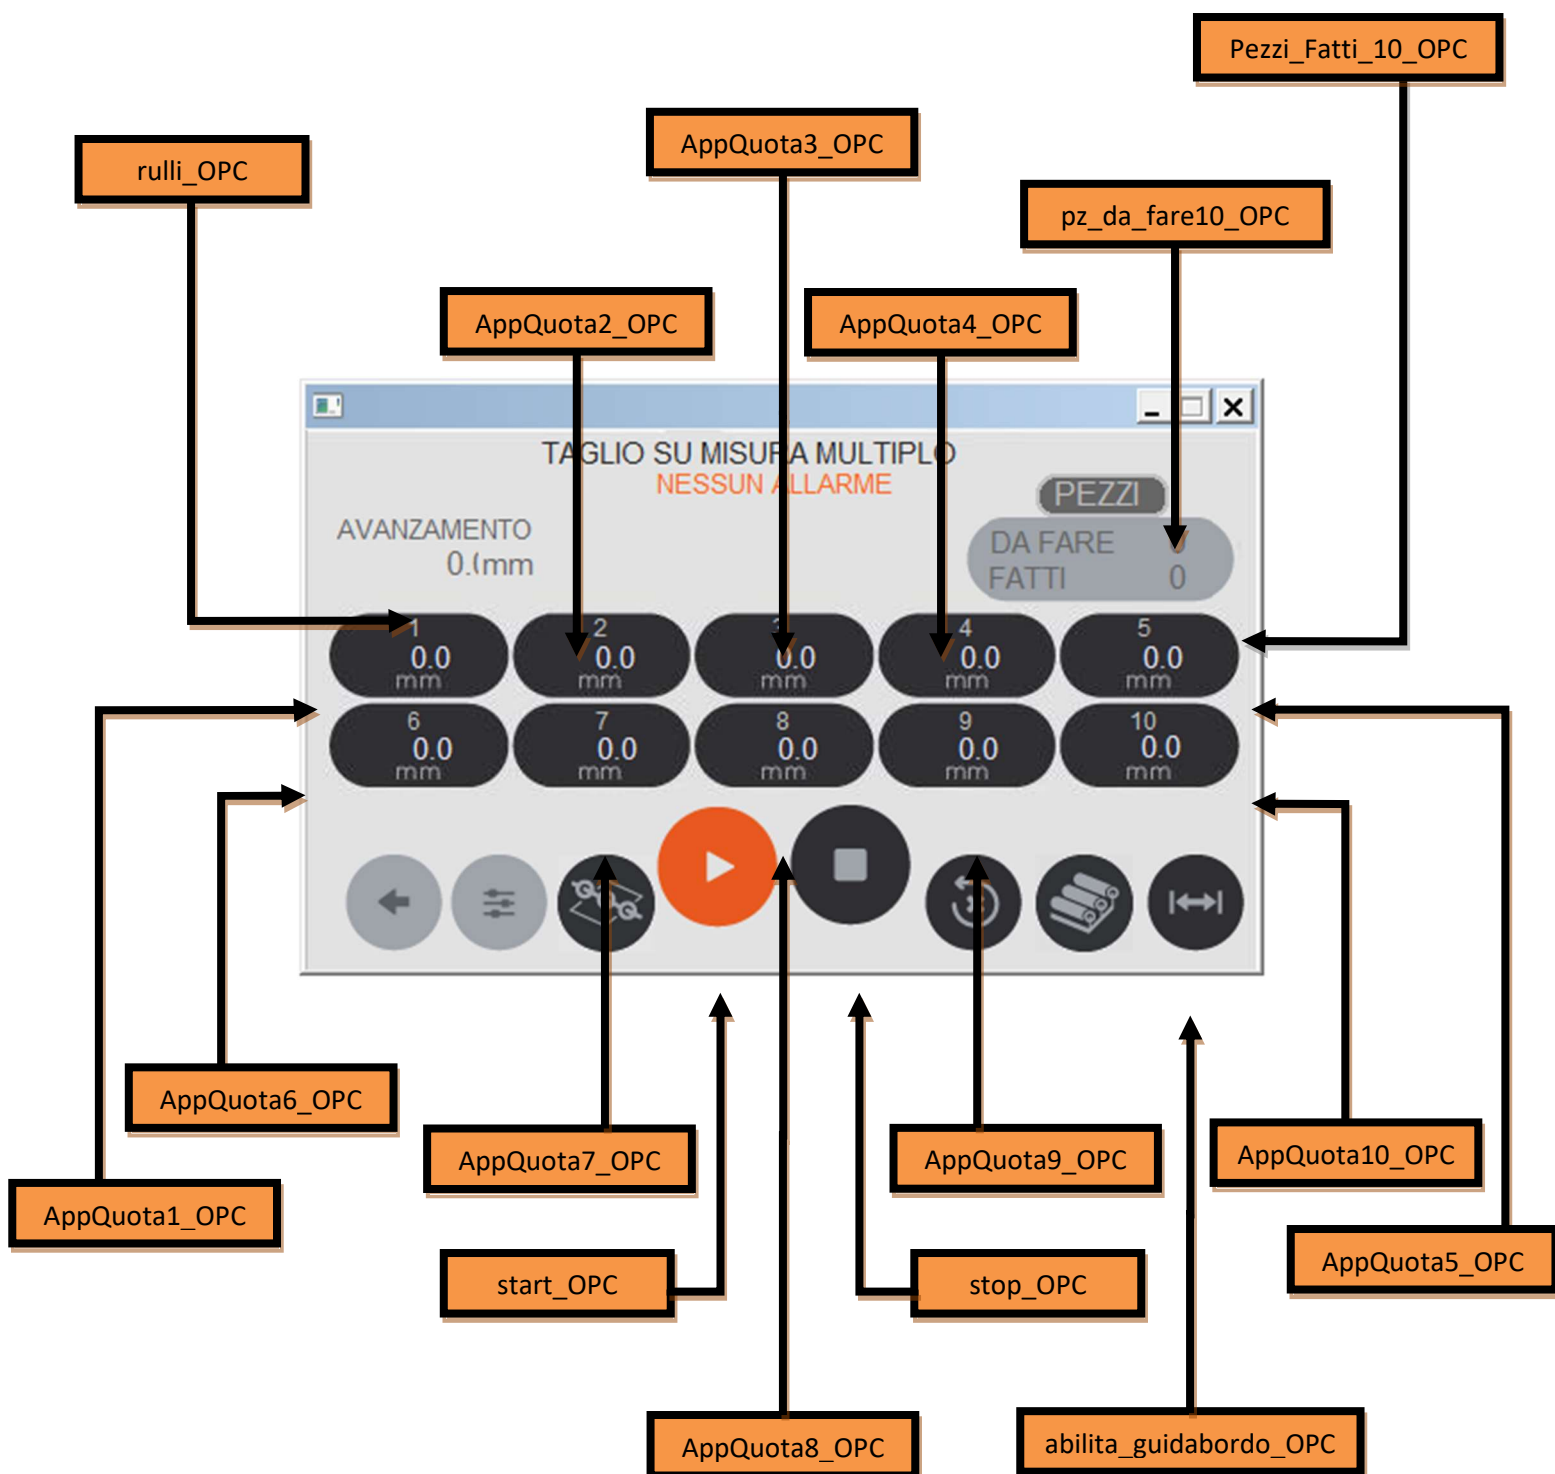 Pezzi_Fatti_10_OPC
AppQuota3_OPC
rulli_OPC
pz_da_fare10_OPC
AppQuota2_OPC
AppQuota4_OPC
TAGLIO SU MISURA MULTIPLO
NESSUN ALLARME
PEZZI
AVANZAMENTO
mm
DA FARE
FATTI 0
1 2 3 4 5
0.0 0.0 0.0 0.0 0.0
mm mm mm mm mm
6 7 8 9 10
0.0 0.0 0.0 0.0 0.0
mm mm mm mm mm
AppQuota6_OPC
AppQuota7_OPC
AppQuota9_OPC
AppQuota10_OPC
AppQuota1_OPC
AppQuota5_OPC
start_OPC
stop_OPC
AppQuota8_OPC
abilita_guidabordo_OPC